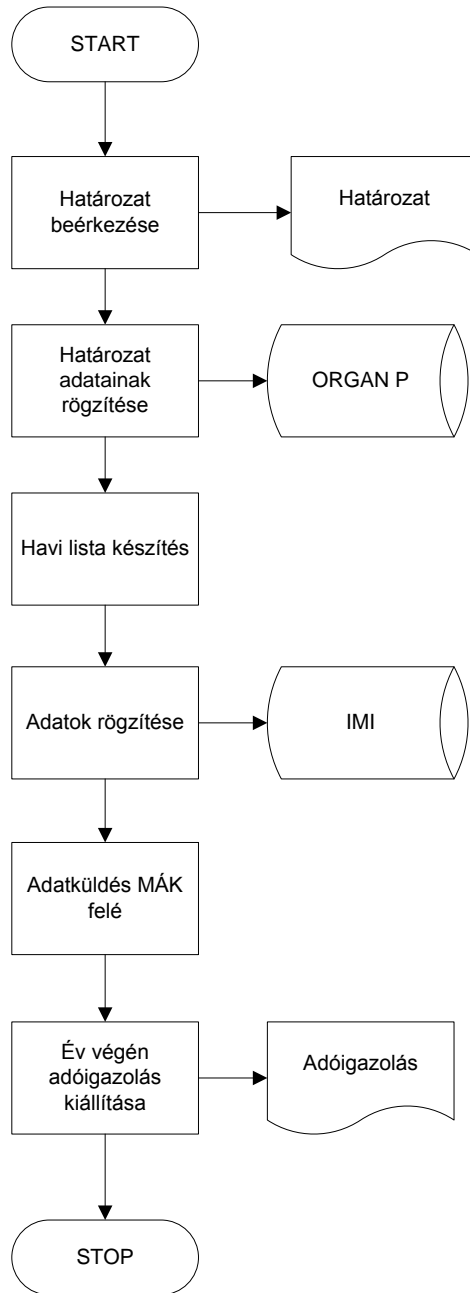 START
Határozat
beérkezése
Határozat
Határozat
adatainak
rögzítése
ORGAN P
Havi lista készítés
Adatok rögzítése
IMI
Adatküldés MÁK
felé
Év végén
adóigazolás
kiállítása
Adóigazolás
STOP